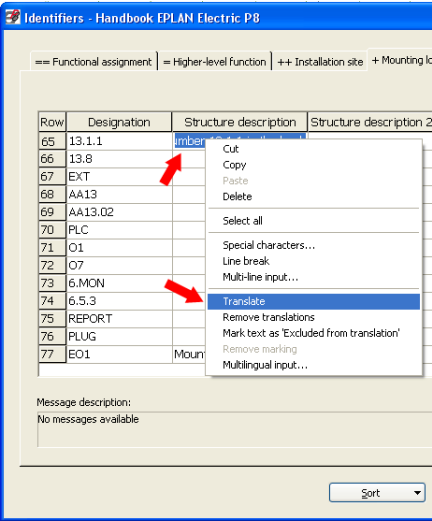 Identifiers - Handbook EPLAN Electric P8
== Functional assignment = Higher-level function ++ Installation site + Mounting lo
Row Designation Structure description Structure description 2
65 13.1.1
66 13.8
67 EXT
68 AA13
69 AA13.02
70 PLC
71 O1
72 O7
73 6.MON
74 6.5.3
75 REPORT
76 PLUG
77 EO1 Moun
Cut
Copy
Paste
Delete
Select all
Special characters...
Line break
Multi-line input...
Translate
Remove translations
Mark text as 'Excluded from translation'
Remove marking
Multilingual input...
Message description:
No messages available
Sort